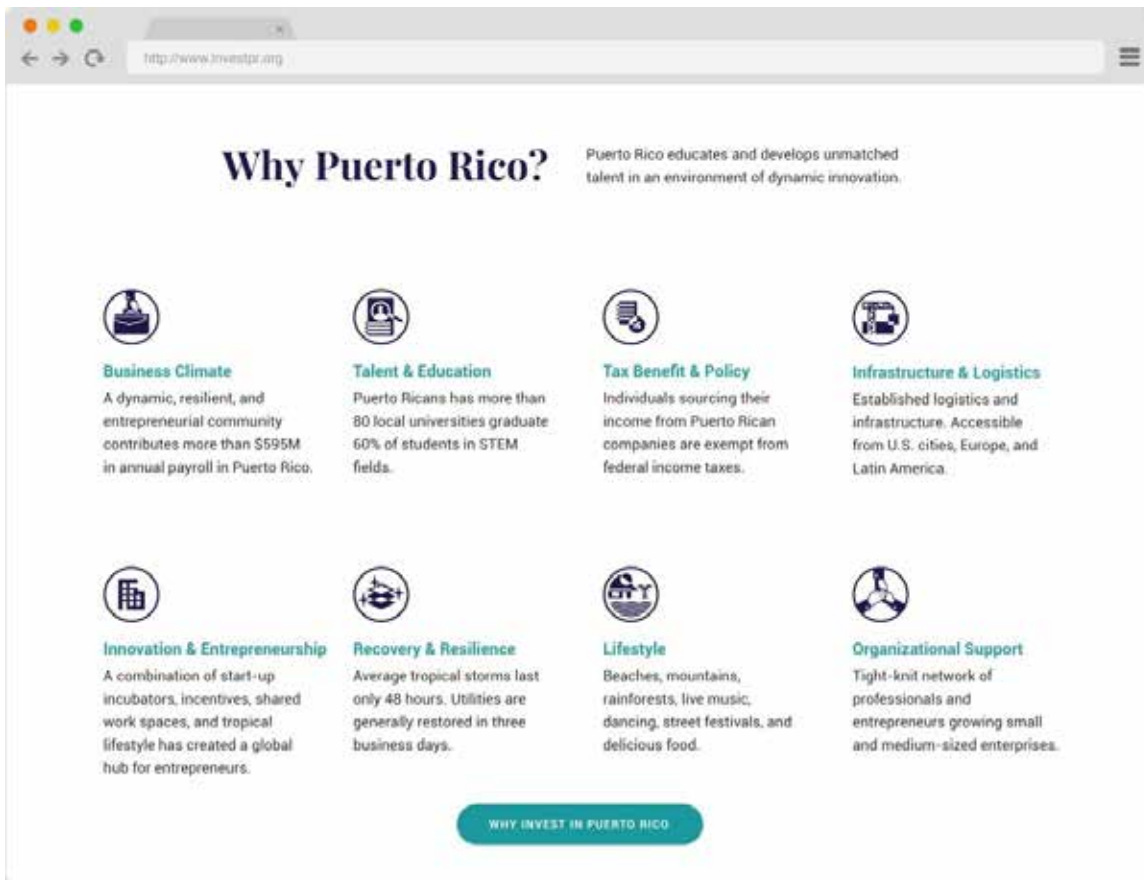 http://www.investpr.org
Why Puerto Rico?
Puerto Rico educates and develops unmatched
talent in an environment of dynamic innovation.
Business Climate
A dynamic, resilient, and
entrepreneurial community
contributes more than $595M
in annual payroll in Puerto Rico.
Talent & Education
Puerto Ricans has more than
80 local universities graduate
60% of students in STEM
fields.
Tax Benefit & Policy
Individuals sourcing their
income from Puerto Rican
companies are exempt from
federal income taxes.
Infrastructure & Logistics
Established logistics and
infrastructure. Accessible
from U.S. cities, Europe, and
Latin America.
Innovation & Entrepreneurship
A combination of start-up
incubators, incentives, shared
work spaces, and tropical
lifestyle has created a global
hub for entrepreneurs.
Recovery & Resilience
Average tropical storms last
only 48 hours. Utilities are
generally restored in three
business days.
Lifestyle
Beaches, mountains,
rainforests, live music,
dancing, street festivals, and
delicious food.
Organizational Support
Tight-knit network of
professionals and
entrepreneurs growing small
and medium-sized enterprises.
WHY INVEST IN PUERTO RICO